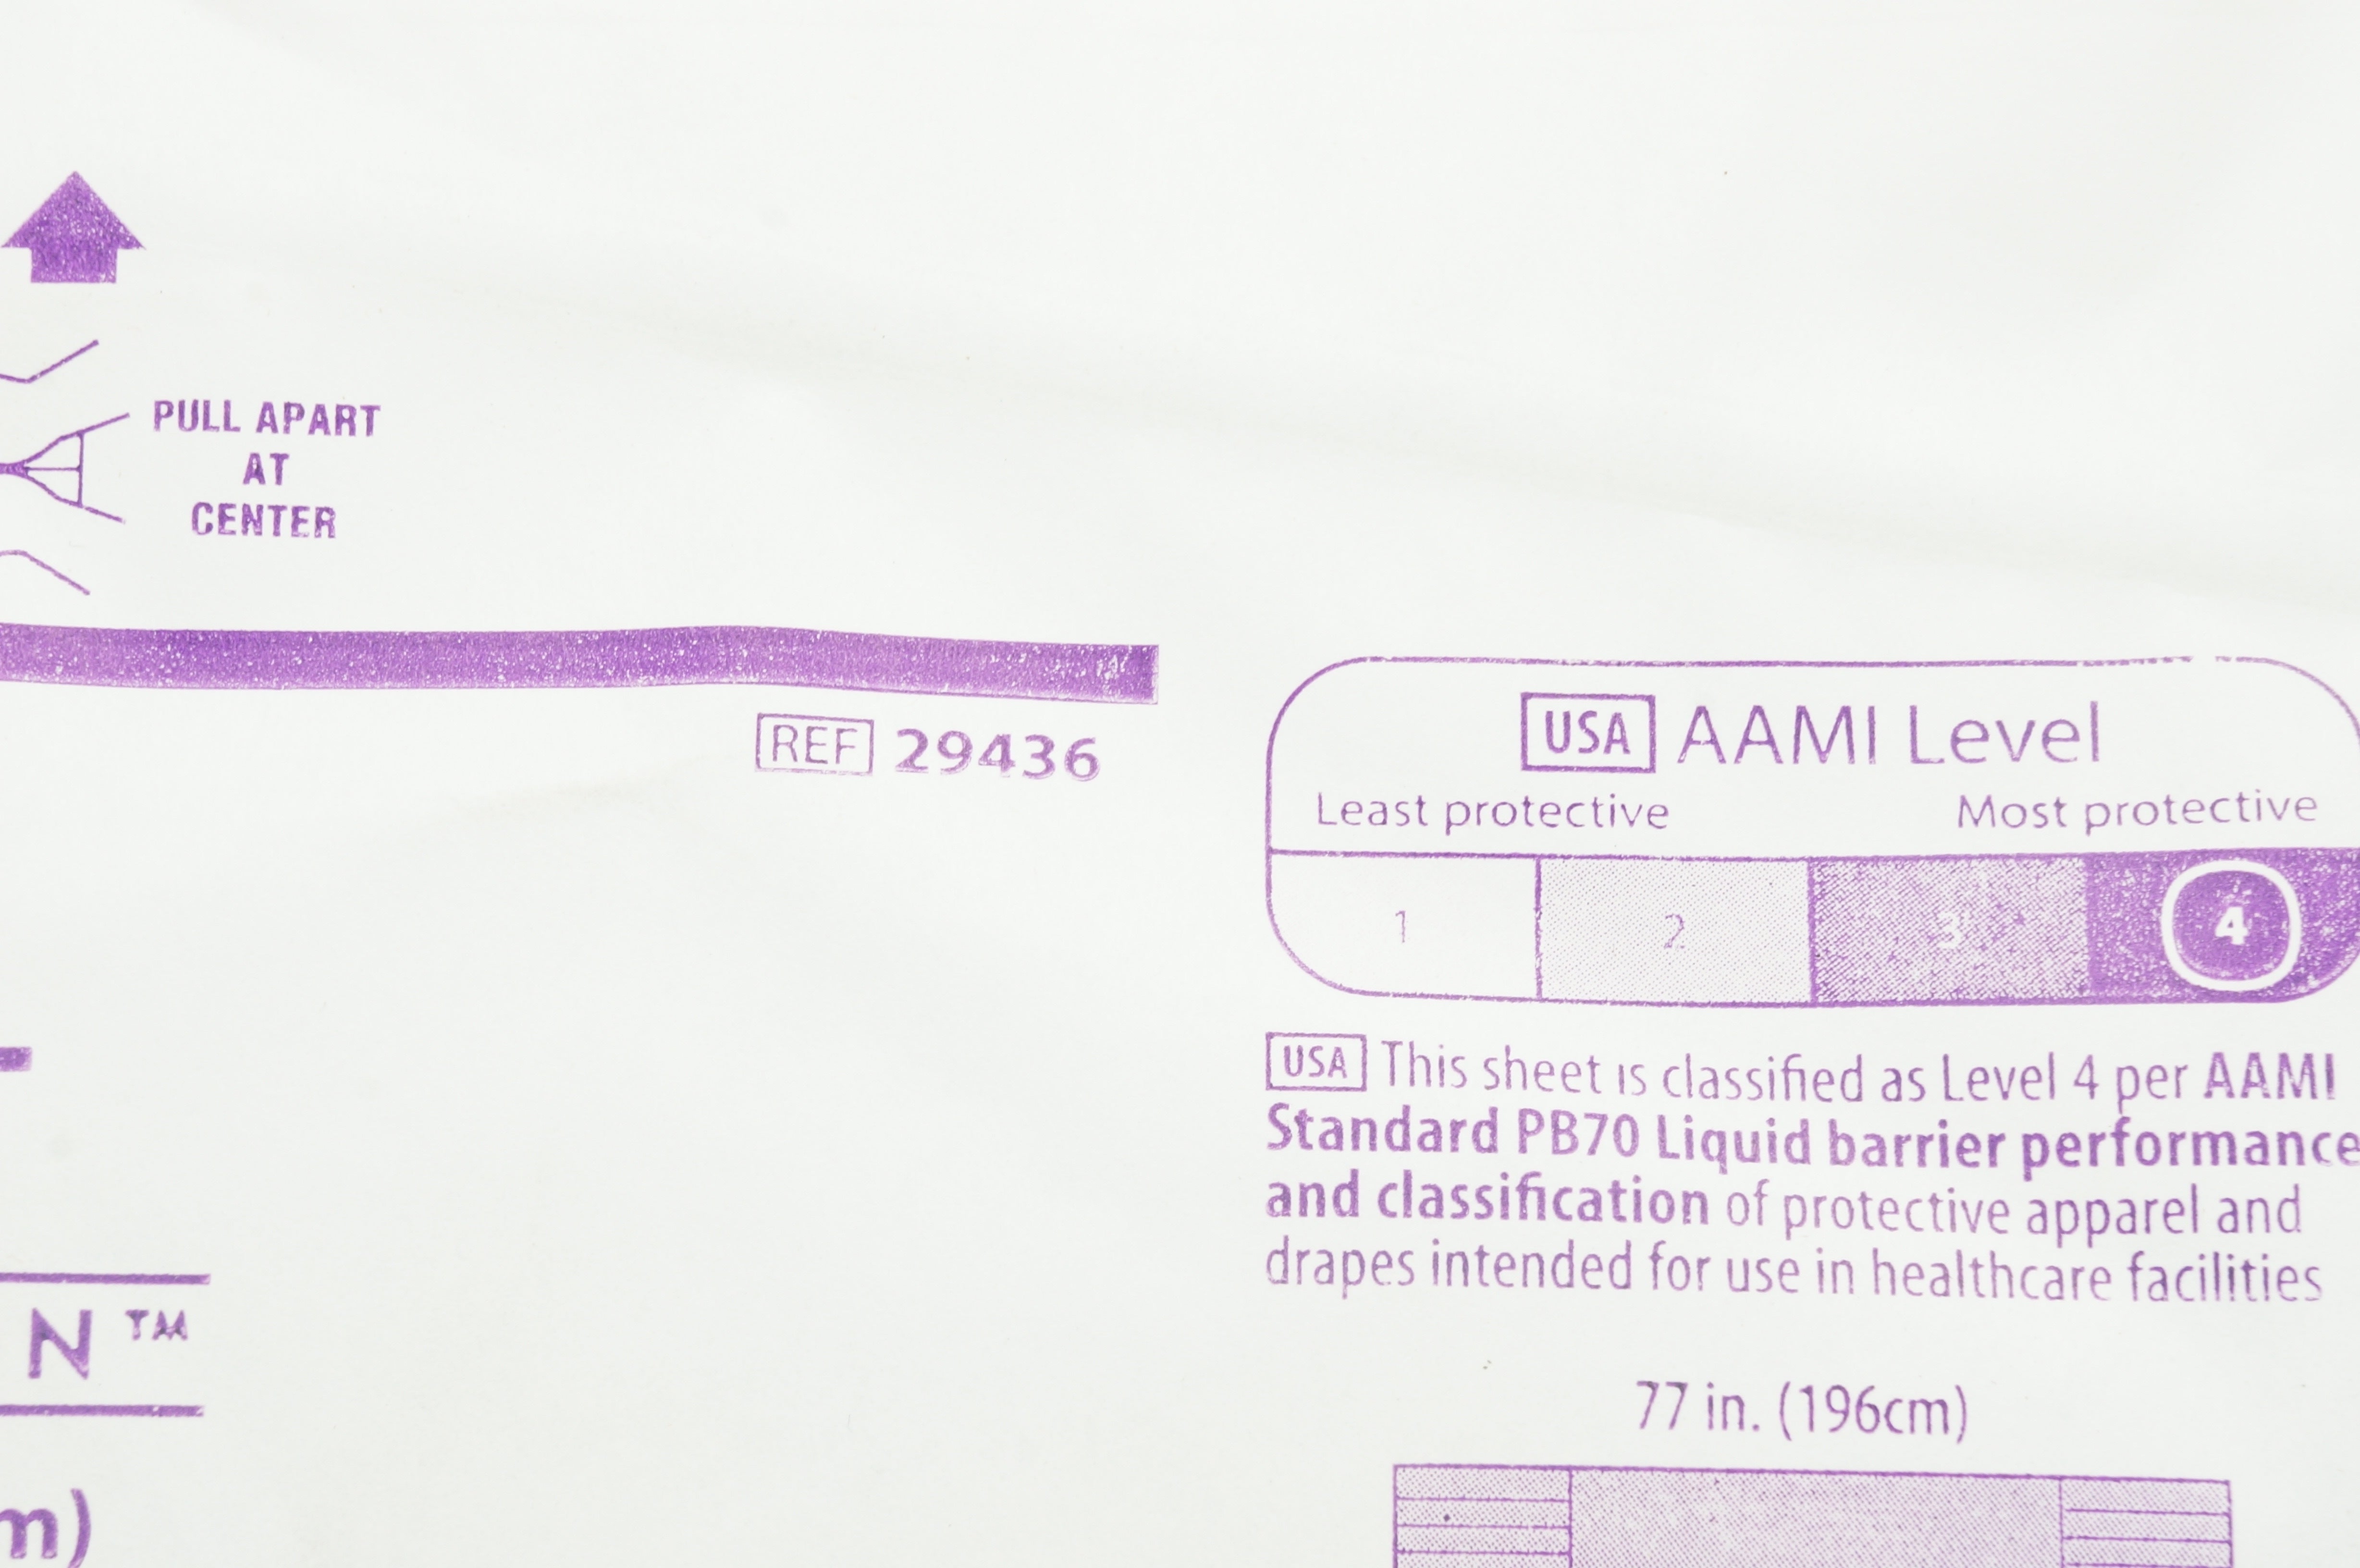 PULL APART
AT
CENTER
REF 29436
USA AAMI Level
Least protective Most protective
1 2 3 4
USA This sheet is classified as Level 4 per AAMI
Standard PB70 Liquid barrier performance
and classification of protective apparel and
drapes intended for use in healthcare facilities
N™
77 in. (196cm)
m)